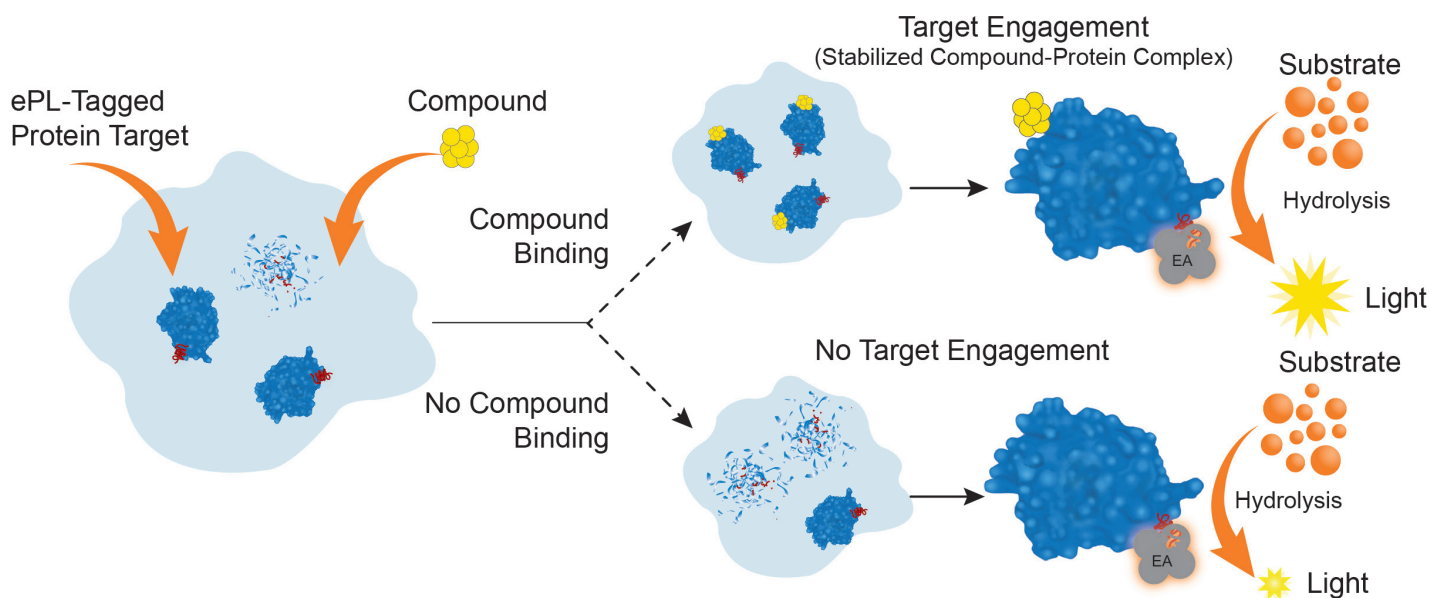 ePL-Tagged
Protein Target
Compound
Compound
Binding
No Compound
Binding
Target Engagement
(Stabilized Compound-Protein Complex)
Substrate
Hydrolysis
EA
Light
No Target Engagement
Substrate
Hydrolysis
EA
Light